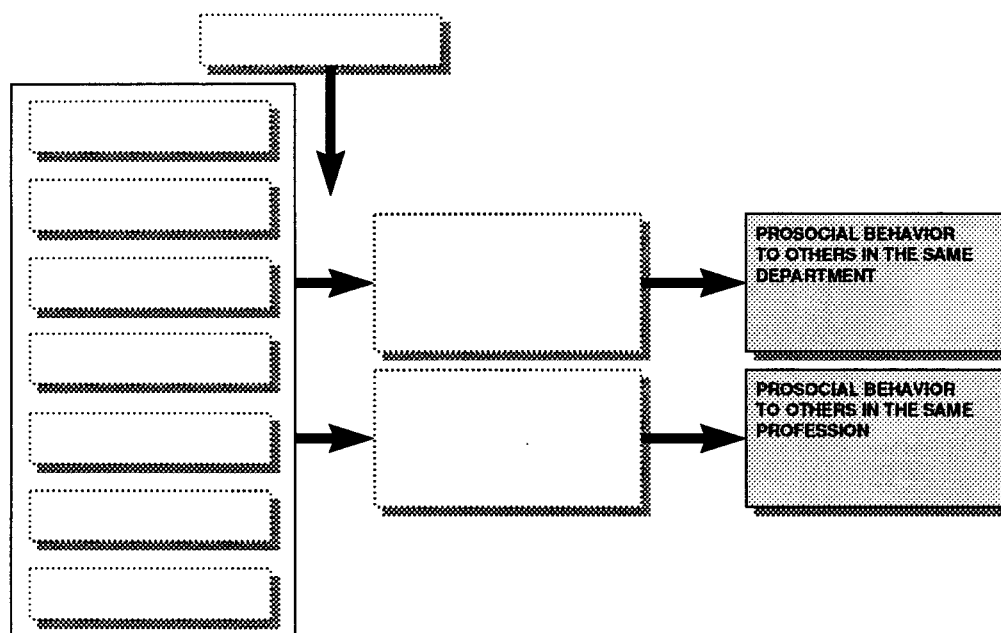 PROSOCIAL BEHAVIOR
TO OTHERS IN THE SAME
DEPARTMENT
PROSOCIAL BEHAVIOR
TO OTHERS IN THE SAME
PROFESSION